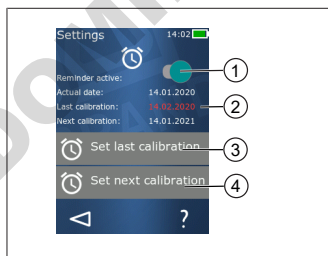 Settings 14:02
Reminder active: 1
Actual date: 14.01.2020
Last calibration: 14.02.2020 2
Next calibration: 14.01.2021
Set last calibration 3
Set next calibration 4
?